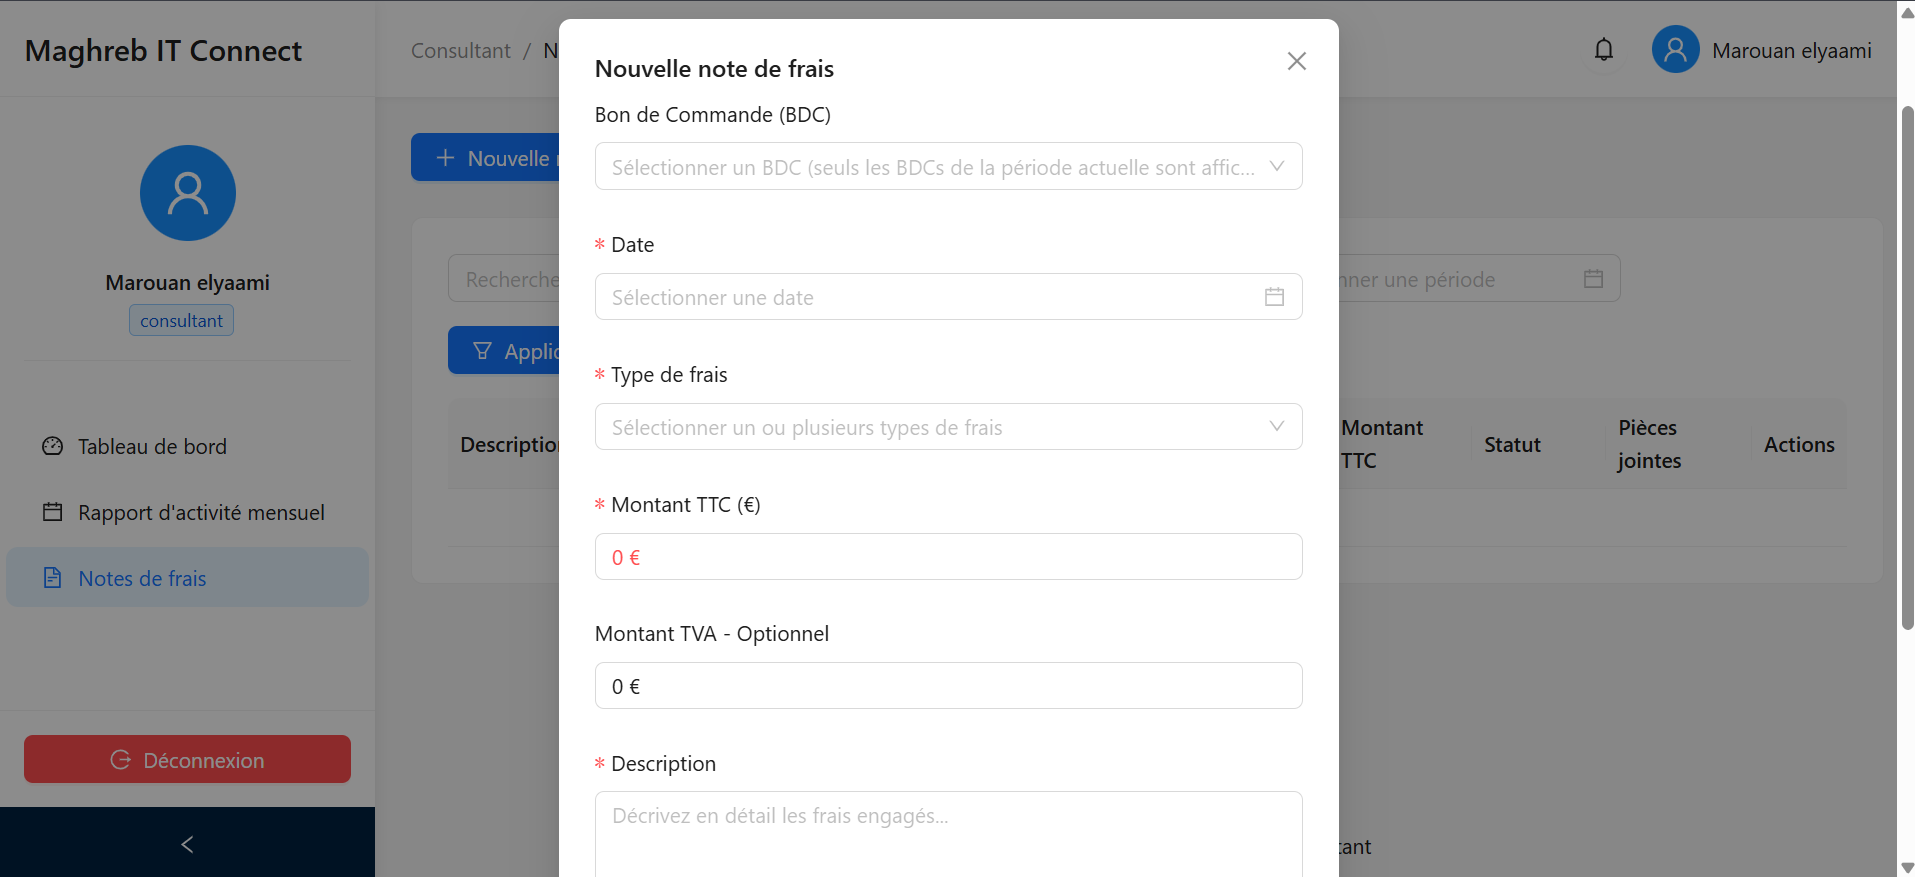 Maghreb IT Connect
Consultant / N
Marouan elyaami
Marouan elyaami
consultant
Tableau de bord
Rapport d'activité mensuel
Notes de frais
Déconnexion
Nouvelle
Recherche
nner une période
Applic
Description
Montant TTC
Statut
Pièces jointes
Actions
tant
Nouvelle note de frais
Bon de Commande (BDC)
Sélectionner un BDC (seuls les BDCs de la période actuelle sont affic...
* Date
Sélectionner une date
* Type de frais
Sélectionner un ou plusieurs types de frais
* Montant TTC (€)
0 €
Montant TVA - Optionnel
0 €
* Description
Décrivez en détail les frais engagés...